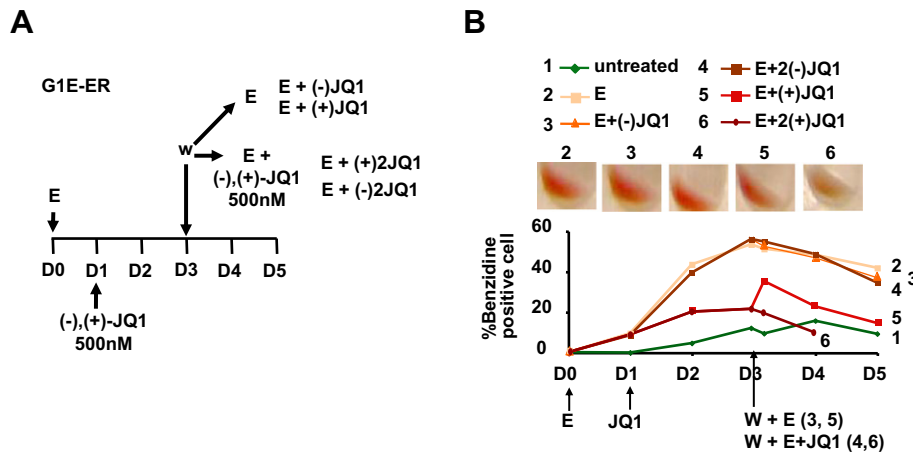 A
G1E-ER
E
E + (-)JQ1
E + (+)JQ1
w
E +
(-),(+)-JQ1
500nM
E + (+)2JQ1
E + (-)2JQ1
E
D0 D1 D2 D3 D4 D5
(-),(+)-JQ1
500nM
B
1 untreated
2 E
3 E+(-)JQ1
4 E+2(-)JQ1
5 E+(+)JQ1
6 E+2(+)JQ1
2 3 4 5 6
%Benzidine
positive cell
60
40
20
0
2
3
4
5
1
6
D0 D1 D2 D3 D4 D5
E
JQ1
W + E (3, 5)
W + E+JQ1 (4,6)